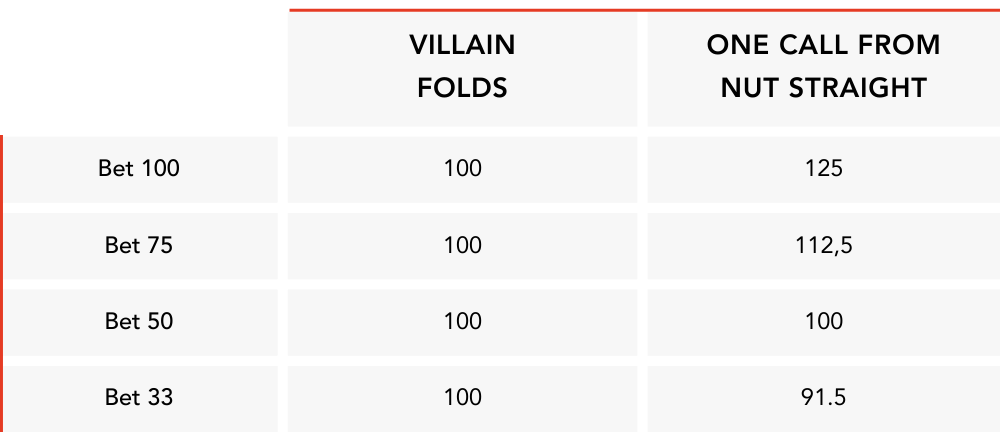 VILLAIN
FOLDS
ONE CALL FROM
NUT STRAIGHT
Bet 100
100
125
Bet 75
100
112,5
Bet 50
100
100
Bet 33
100
91.5